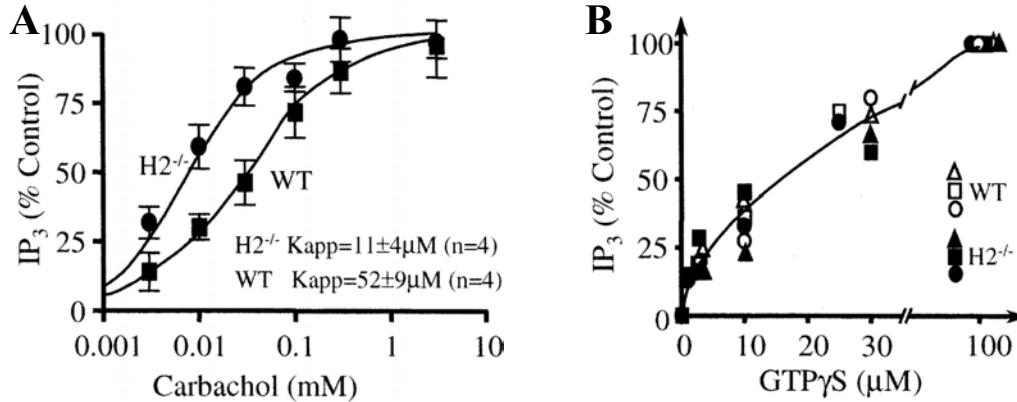 A
IP₃ (% Control)
100
75
50
25
0
H2⁻/⁻
WT
H2⁻/⁻ Kapp=11±4µM (n=4)
WT Kapp=52±9µM (n=4)
0.001 0.01 0.1 1 10
Carbachol (mM)
B
IP₃ (% Control)
100
75
50
25
0
WT
H2⁻/⁻
0 10 20 30 100
GTPγS (µM)